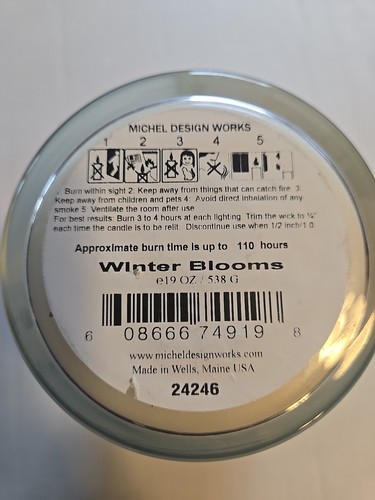 MICHEL DESIGN WORKS
1 2 3 4 5
Burn within sight 2: Keep away from things that can catch fire 3:
Keep away from children and pets 4: Avoid direct inhalation of any
smoke 5: Ventilate the room after use
For best results: Burn 3 to 4 hours at each lighting Trim the wick to ¼"
each time the candle is to be relit. Discontinue use when 1/2 inch/1.0
Approximate burn time is up to 110 hours
Winter Blooms
e19 OZ / 538 G
6 08666 74919 8
www.micheldesignworks.com
Made in Wells, Maine USA
24246